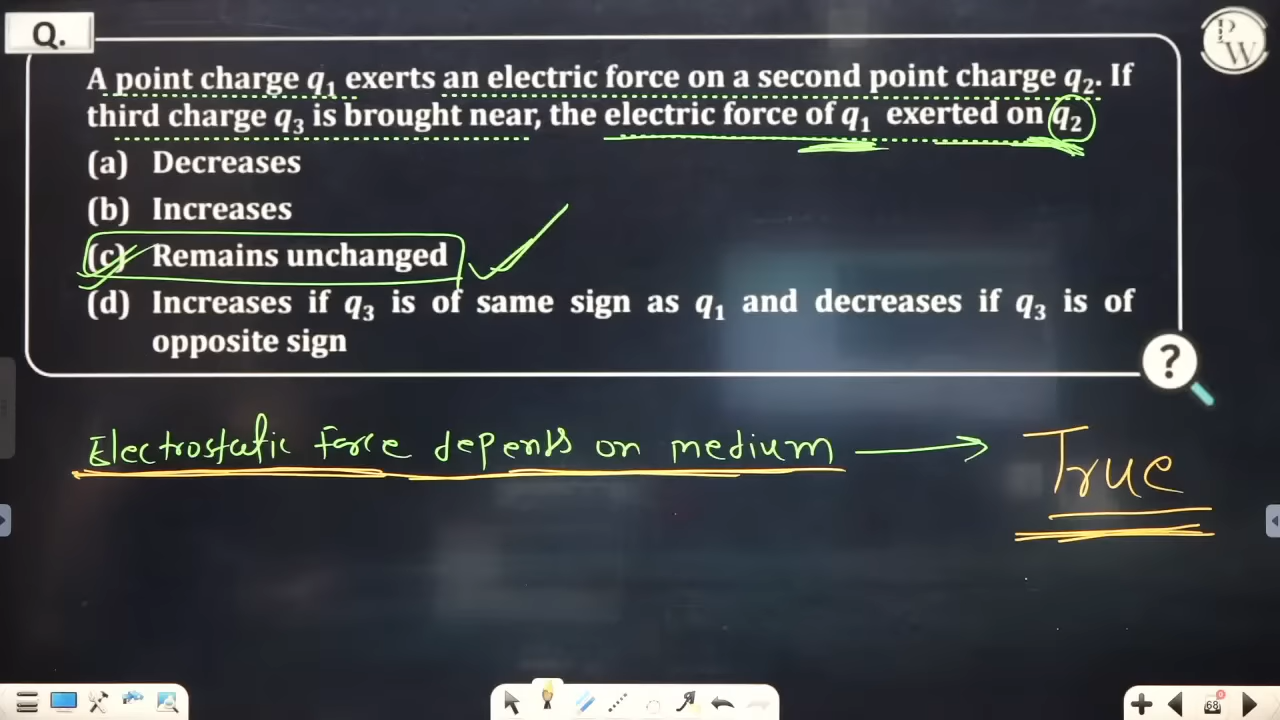 Q.
PW
A point charge q₁ exerts an electric force on a second point charge q₂. If
third charge q₃ is brought near, the electric force of q₁ exerted on q₂
(a) Decreases
(b) Increases
(c) Remains unchanged
(d) Increases if q₃ is of same sign as q₁ and decreases if q₃ is of
opposite sign
?
Electrostatic force depends on medium → True
68